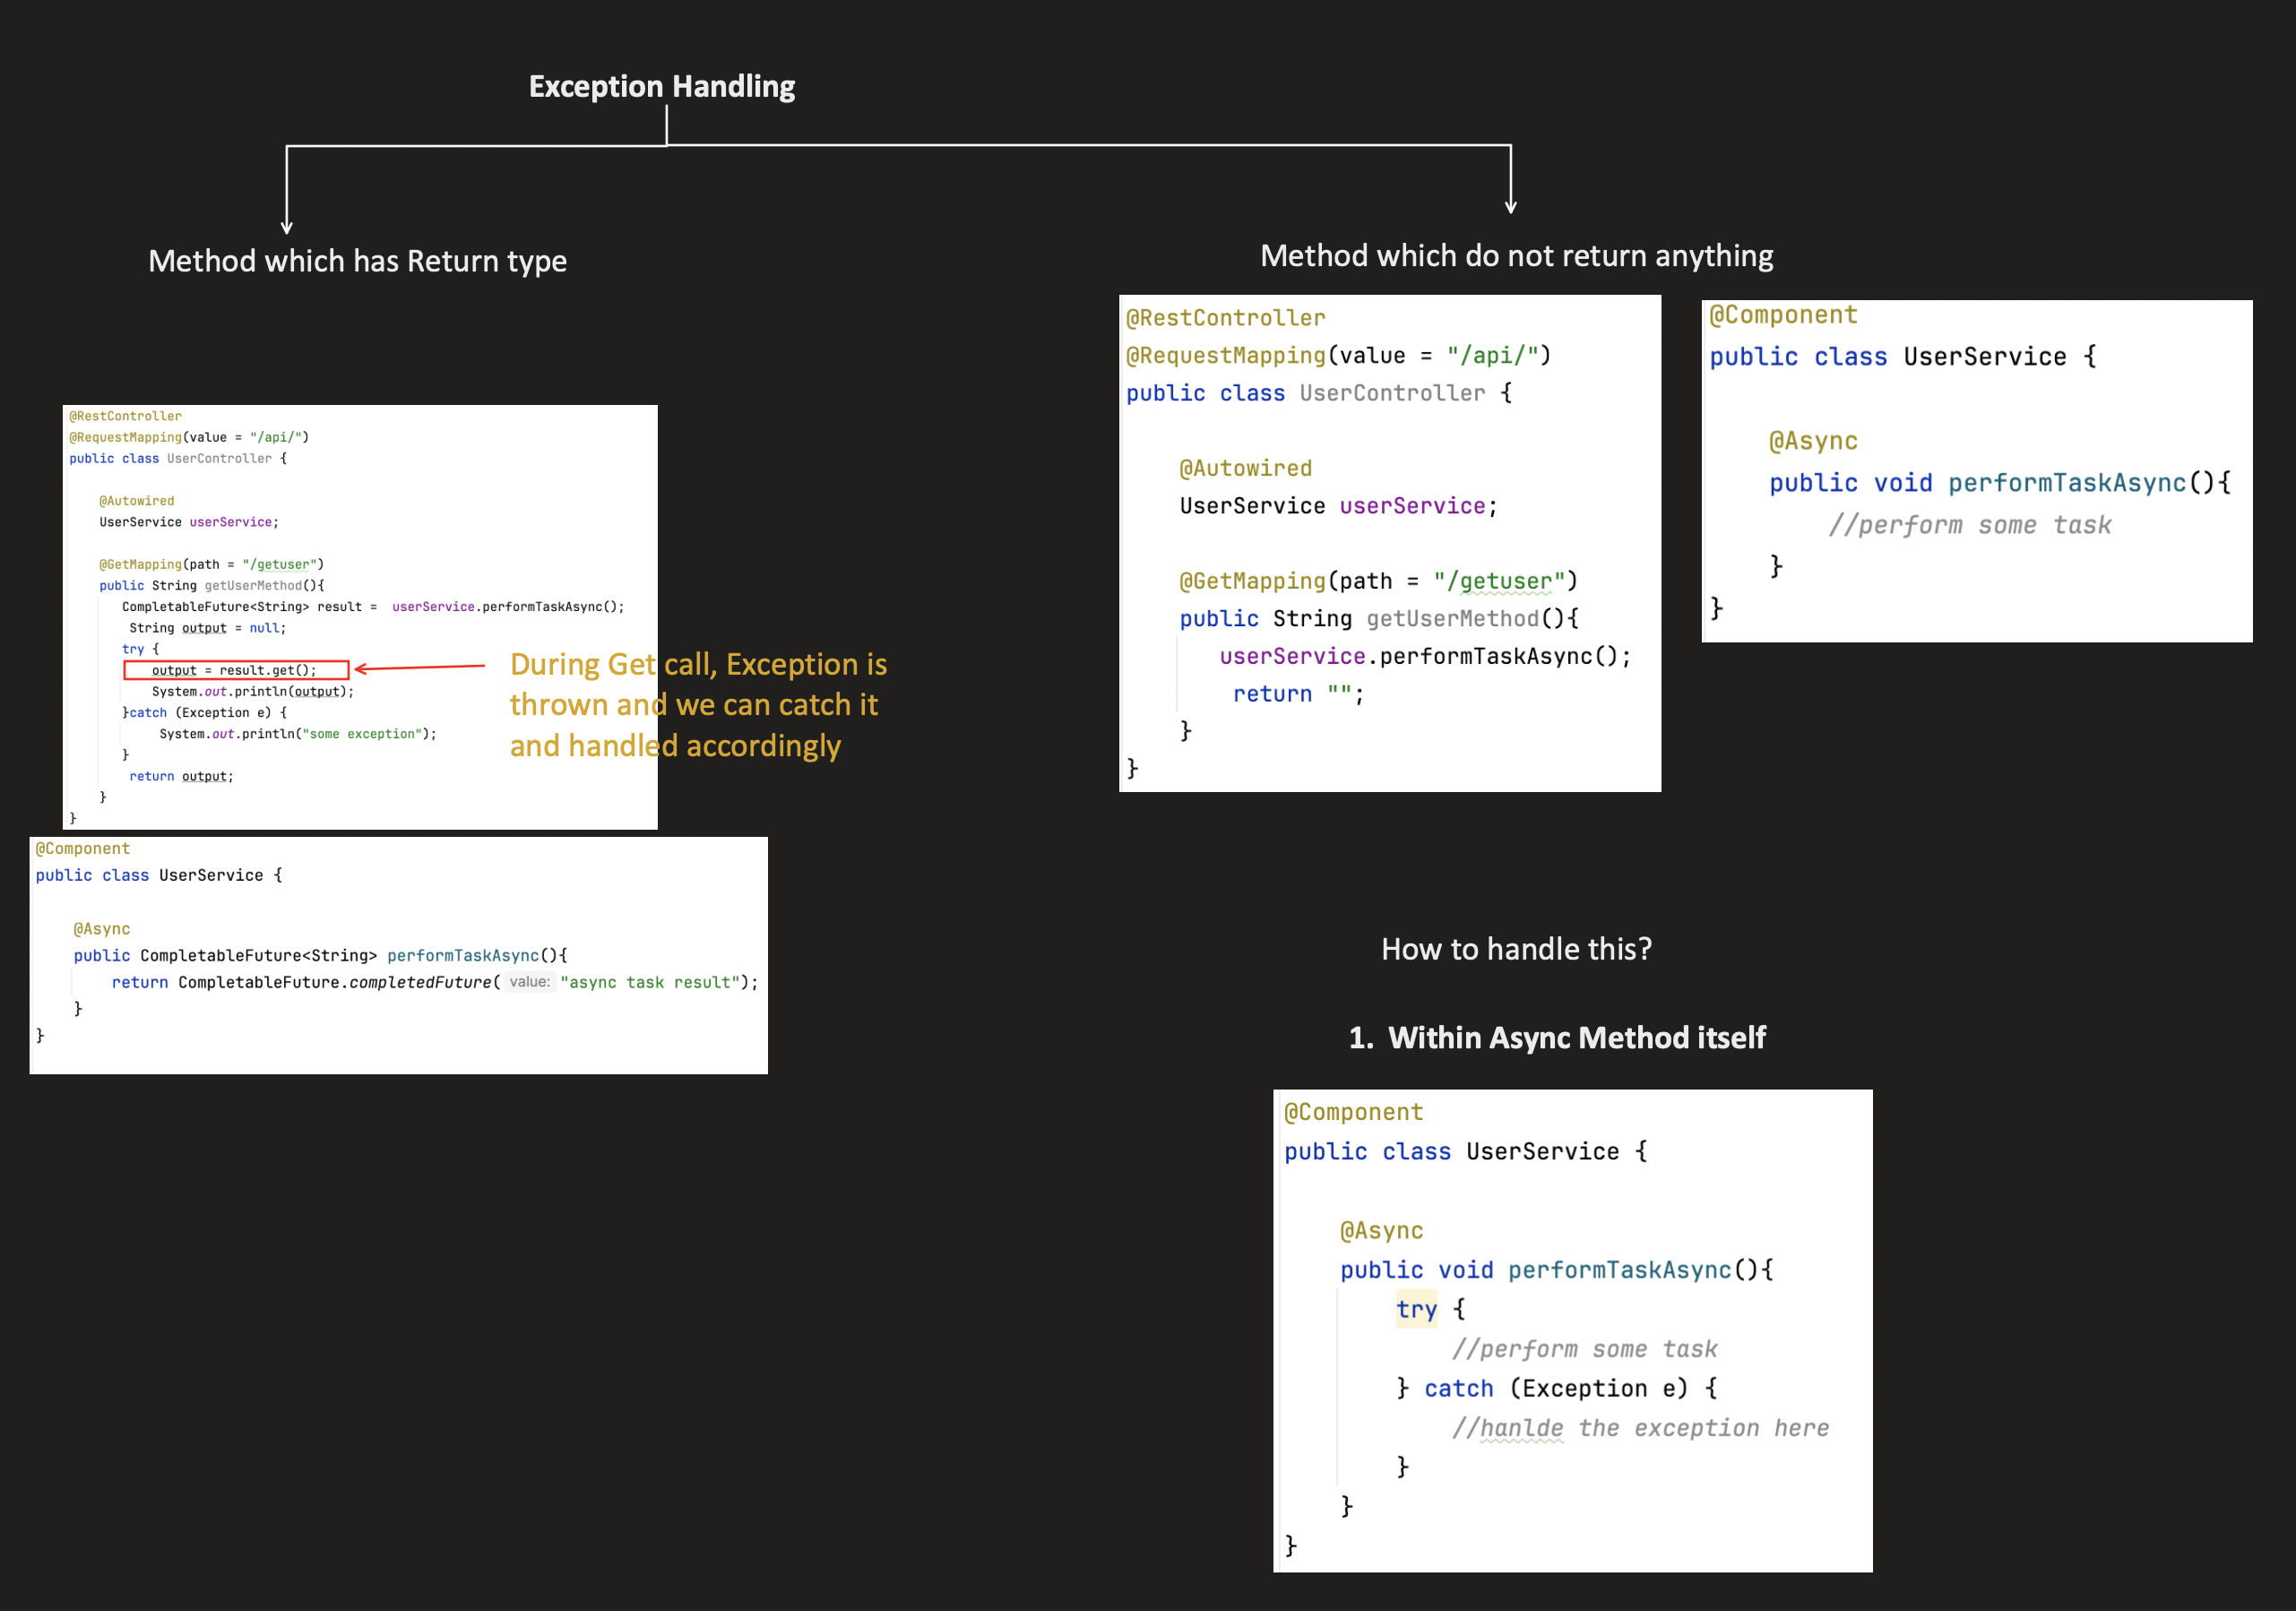 Exception Handling
Method which has Return type
@RestController
@RequestMapping(value = "/api/")
public class UserController {
@Autowired
UserService userService;
@GetMapping(path = "/getuser")
public String getUserMethod(){
CompletableFuture<String> result =  userService.performTaskAsync();
String output = null;
try {
output = result.get();
System.out.println(output);
}catch (Exception e) {
System.out.println("some exception");
}
return output;
}
}
During Get call, Exception is
thrown and we can catch it
and handled accordingly
@Component
public class UserService {
@Async
public CompletableFuture<String> performTaskAsync(){
return CompletableFuture.completedFuture( value: "async task result");
}
}
Method which do not return anything
@RestController
@RequestMapping(value = "/api/")
public class UserController {
@Autowired
UserService userService;
@GetMapping(path = "/getuser")
public String getUserMethod(){
userService.performTaskAsync();
return "";
}
}
@Component
public class UserService {
@Async
public void performTaskAsync(){
//perform some task
}
}
How to handle this?
1. Within Async Method itself
@Component
public class UserService {
@Async
public void performTaskAsync(){
try {
//perform some task
} catch (Exception e) {
//hanlde the exception here
}
}
}